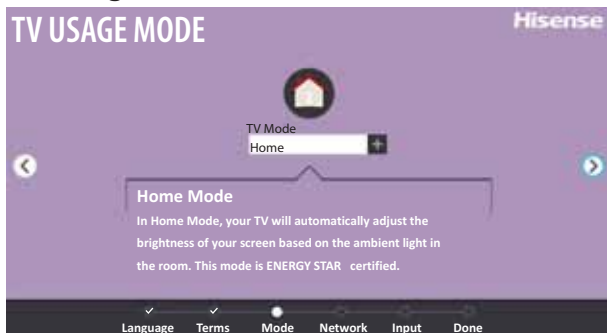 TV USAGE MODE
Hisense
TV Mode
Home
Home Mode
In Home Mode, your TV will automatically adjust the
brightness of your screen based on the ambient light in
the room. This mode is ENERGY STAR certified.
Language Terms Mode Network Input Done